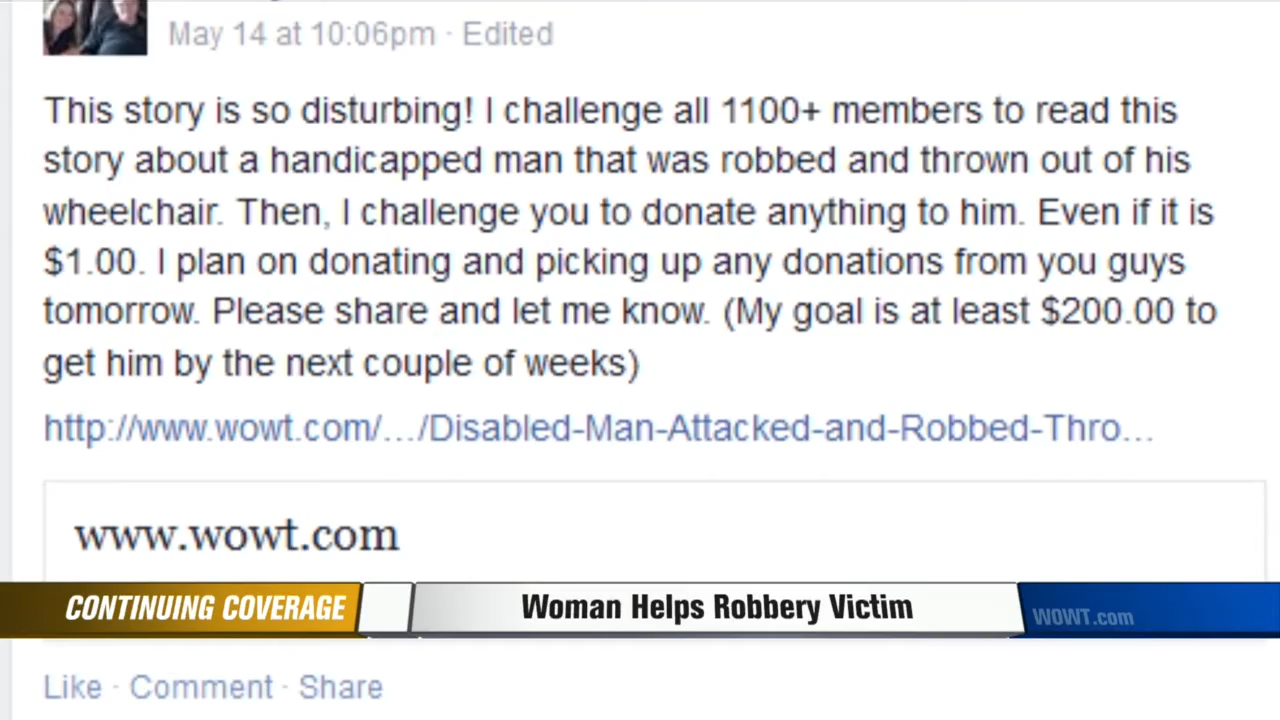 May 14 at 10:06pm · Edited
This story is so disturbing! I challenge all 1100+ members to read this
story about a handicapped man that was robbed and thrown out of his
wheelchair. Then, I challenge you to donate anything to him. Even if it is
$1.00. I plan on donating and picking up any donations from you guys
tomorrow. Please share and let me know. (My goal is at least $200.00 to
get him by the next couple of weeks)
http://www.wowt.com/…/Disabled-Man-Attacked-and-Robbed-Thro…
www.wowt.com
CONTINUING COVERAGE
Woman Helps Robbery Victim
WOWT.com
Like · Comment · Share